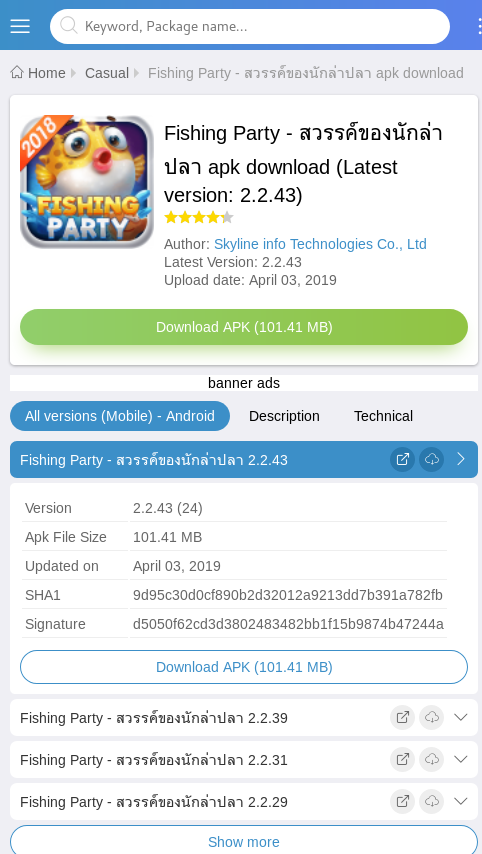 Keyword, Package name...
Home Casual Fishing Party - สวรรค์ของนักล่าปลา apk download
2018
FISHING
PARTY
Fishing Party - สวรรค์ของนักล่า
ปลา apk download (Latest
version: 2.2.43)
Author: Skyline info Technologies Co., Ltd
Latest Version: 2.2.43
Upload date: April 03, 2019
Download APK (101.41 MB)
banner ads
All versions (Mobile) - Android Description Technical
Fishing Party - สวรรค์ของนักล่าปลา 2.2.43
Version 2.2.43 (24)
Apk File Size 101.41 MB
Updated on April 03, 2019
SHA1 9d95c30d0cf890b2d32012a9213dd7b391a782fb
Signature d5050f62cd3d3802483482bb1f15b9874b47244a
Download APK (101.41 MB)
Fishing Party - สวรรค์ของนักล่าปลา 2.2.39
Fishing Party - สวรรค์ของนักล่าปลา 2.2.31
Fishing Party - สวรรค์ของนักล่าปลา 2.2.29
Show more